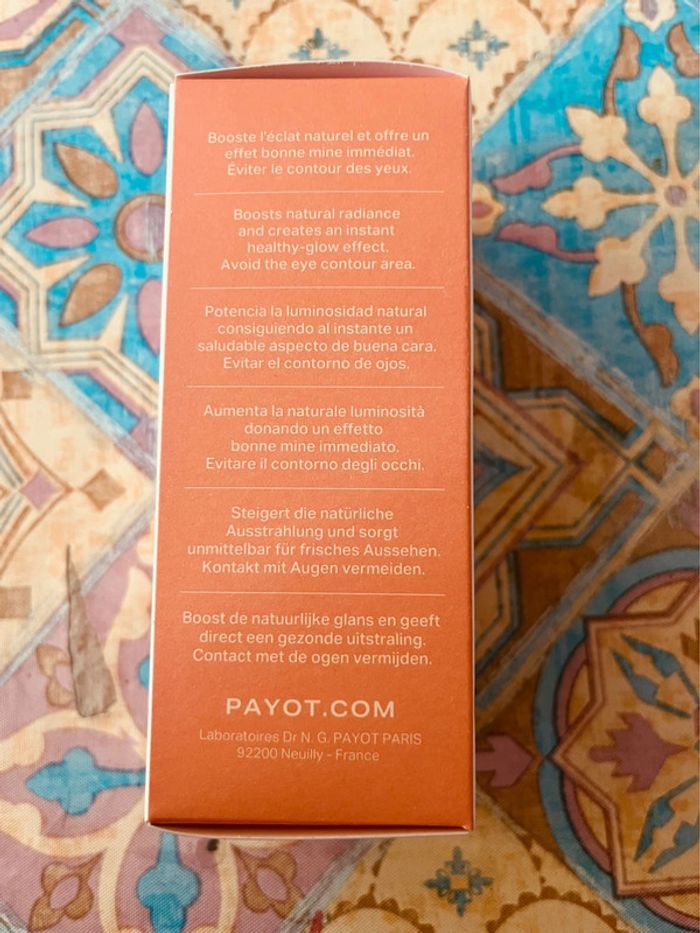 Booste l'éclat naturel et offre un
effet bonne mine immédiat.
Éviter le contour des yeux.
Boosts natural radiance
and creates an instant
healthy-glow effect.
Avoid the eye contour area.
Potencia la luminosidad natural
consiguiendo al instante un
saludable aspecto de buena cara.
Evitar el contorno de ojos.
Aumenta la naturale luminosità
donando un effetto
bonne mine immediato.
Evitare il contorno degli occhi.
Steigert die natürliche
Ausstrahlung und sorgt
unmittelbar für frisches Aussehen.
Kontakt mit Augen vermeiden.
Boost de natuurlijke glans en geeft
direct een gezonde uitstraling.
Contact met de ogen vermijden.
PAYOT.COM
Laboratoires Dr N. G. PAYOT PARIS
92200 Neuilly - France